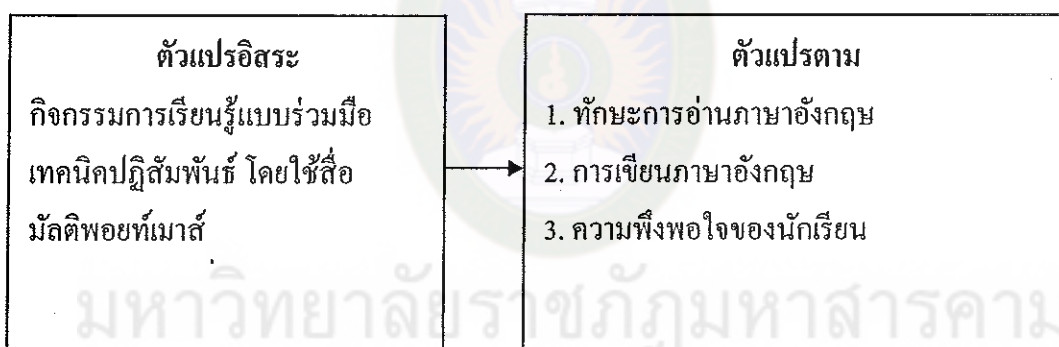 ตัวแปรอิสระ
กิจกรรมการเรียนรู้แบบร่วมมือ
เทคนิคปฏิสัมพันธ์ โดยใช้สื่อ
มัลติพอยท์เมาส์
ตัวแปรตาม
1. ทักษะการอ่านภาษาอังกฤษ
2. การเขียนภาษาอังกฤษ
3. ความพึงพอใจของนักเรียน
มหาวิทยาลัยราชภัฏมหาสารคาม